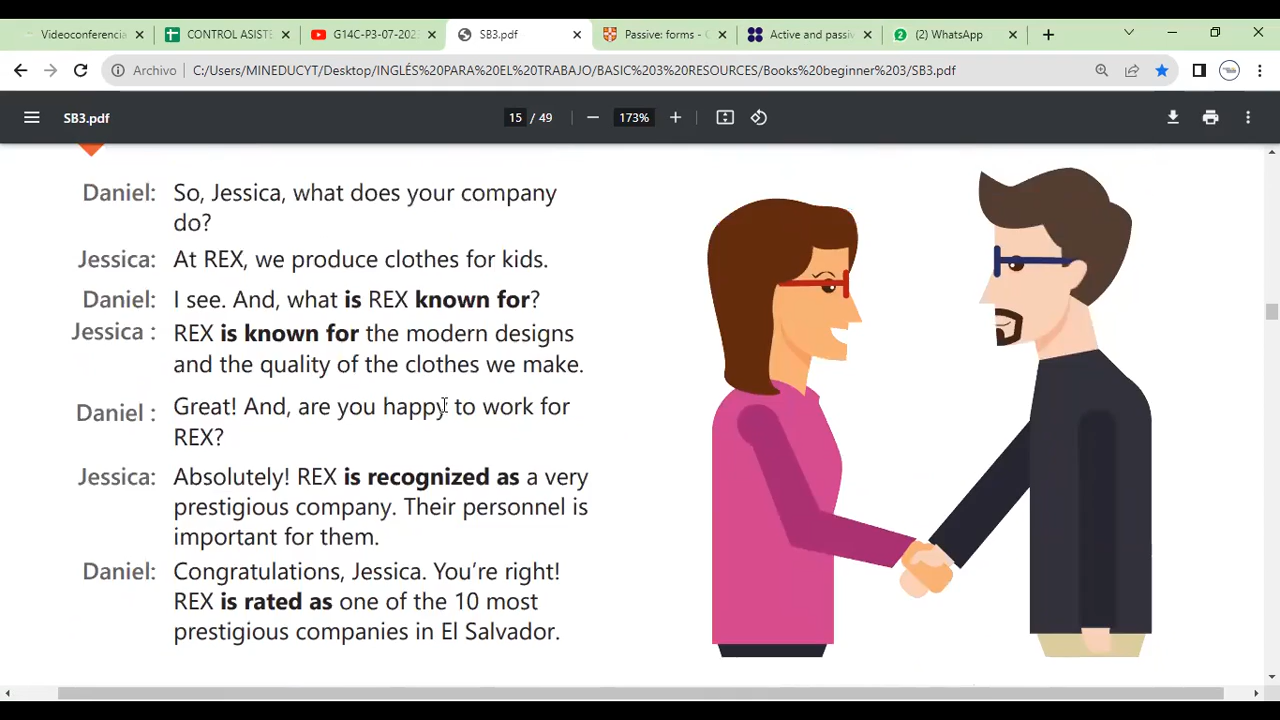 Videoconferencia
CONTROL ASISTE
G14C-P3-07-202
SB3.pdf
Passive: forms - C
Active and passiv
(2) WhatsApp
Archivo
C:/Users/MINEDUCYT/Desktop/INGLÉS%20PARA%20EL%20TRABAJO/BASIC%203%20RESOURCES/Books%20beginner%203/SB3.pdf
SB3.pdf
15 / 49
173%
Daniel: So, Jessica, what does your company
do?
Jessica: At REX, we produce clothes for kids.
Daniel: I see. And, what is REX known for?
Jessica : REX is known for the modern designs
and the quality of the clothes we make.
Daniel : Great! And, are you happy to work for
REX?
Jessica: Absolutely! REX is recognized as a very
prestigious company. Their personnel is
important for them.
Daniel: Congratulations, Jessica. You're right!
REX is rated as one of the 10 most
prestigious companies in El Salvador.